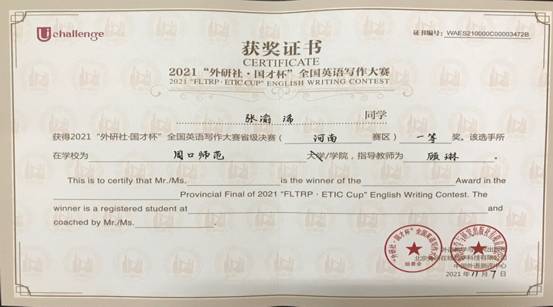 Uchallenge
证书编号：WAES210000C00003472B
获奖证书
CERTIFICATE
2021 “外研社·国才杯” 全国英语写作大赛
2021 "FLTRP · ETIC CUP" ENGLISH WRITING CONTEST
张 同学
获得2021 “外研社·国才杯” 全国英语写作大赛省级决赛（ 河南 赛区） 一等 奖。该选手所
在学校为 周口师范 大学/学院，指导教师为 顾琳 。
This is to certify that Mr./Ms. is the winner of the Award in the
Provincial Final of 2021 "FLTRP · ETIC Cup" English Writing Contest. The
winner is a registered student at and
coached by Mr./Ms. .
2021年11月7日